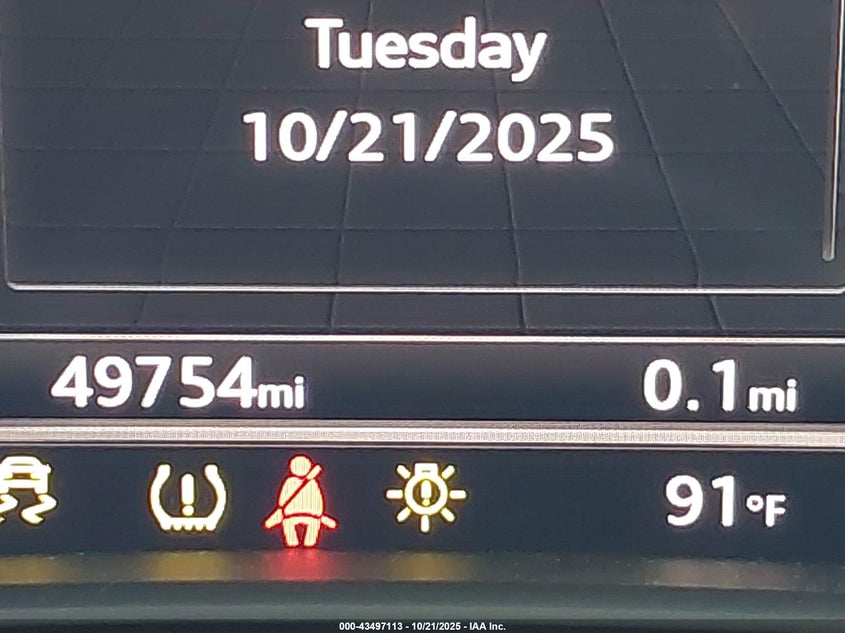 Tuesday
10/21/2025
49754mi 0.1mi
91°F
000-43497113 - 10/21/2025 - IAA Inc.